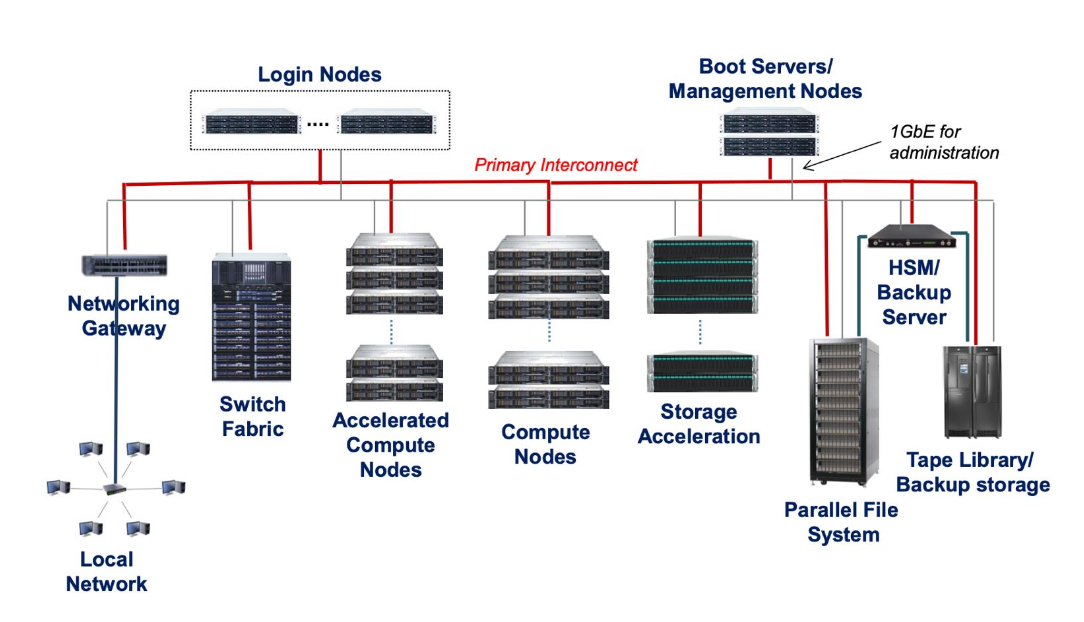 Login Nodes
Boot Servers/
Management Nodes
....
1GbE for
administration
Primary Interconnect
Networking
Gateway
Switch
Fabric
Accelerated
Compute
Nodes
Compute
Nodes
Storage
Acceleration
HSM/
Backup
Server
Parallel File
System
Tape Library/
Backup storage
Local
Network